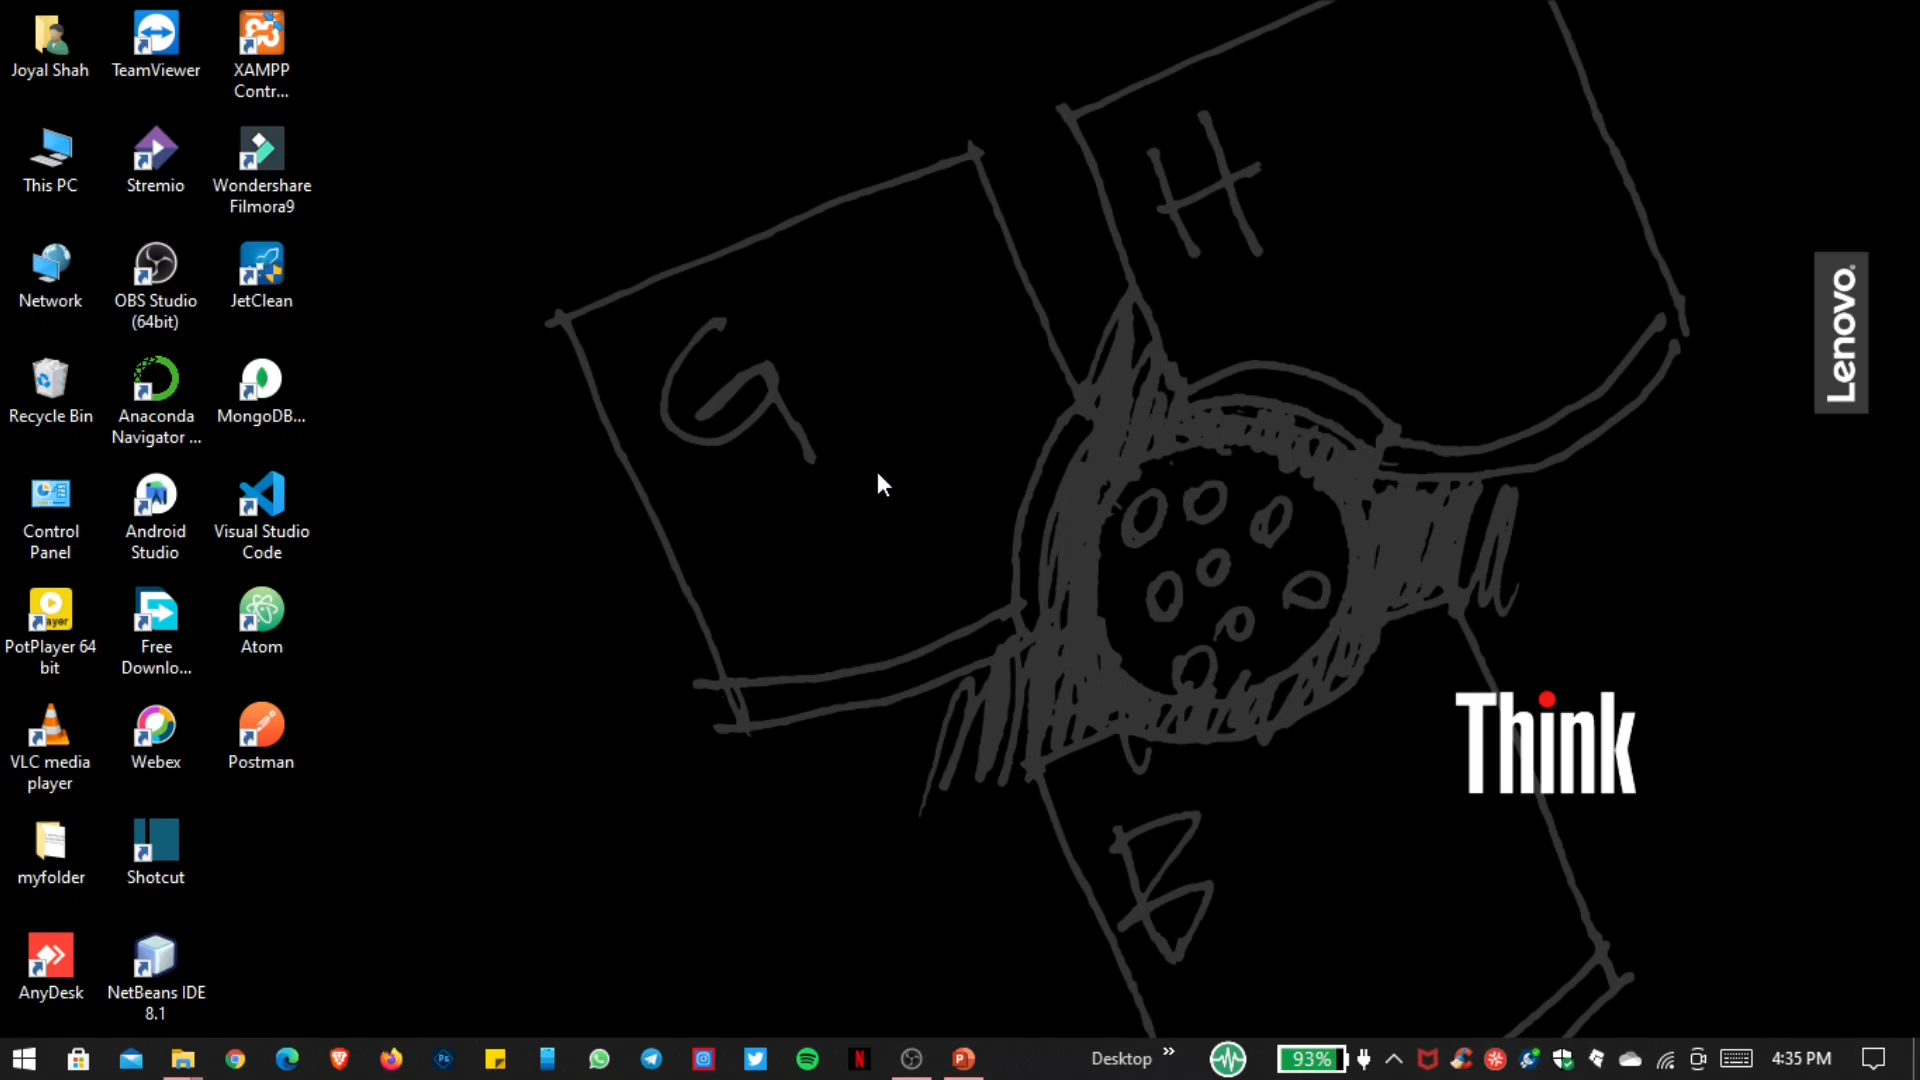 Joyal Shah
TeamViewer
XAMPP
Contr...
This PC
Stremio
Wondershare
Filmora9
Network
OBS Studio
(64bit)
JetClean
Recycle Bin
Anaconda
Navigator ...
MongoDB...
Control
Panel
Android
Studio
Visual Studio
Code
PotPlayer 64
bit
Free
Downlo...
Atom
VLC media
player
Webex
Postman
myfolder
Shotcut
AnyDesk
NetBeans IDE
8.1
G
H
B
Lenovo
Think
Desktop
93%
4:35 PM